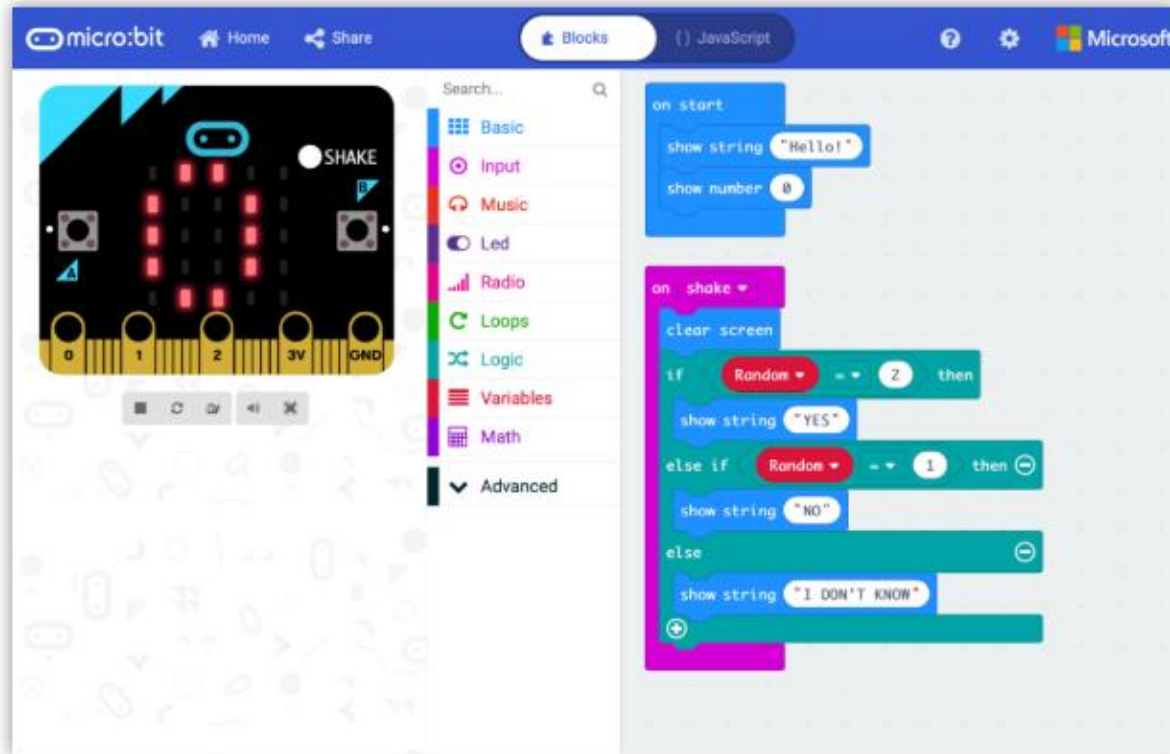 micro:bit Home Share Blocks {} JavaScript ? Microsoft
SHAKE
B
A
0 1 2 3V GND
Search...
Basic
Input
Music
Led
Radio
Loops
Logic
Variables
Math
Advanced
on start
show string "Hello!"
show number 0
on shake
clear screen
if Random = 2 then
show string "YES"
else if Random = 1 then
show string "NO"
else
show string "I DON'T KNOW"